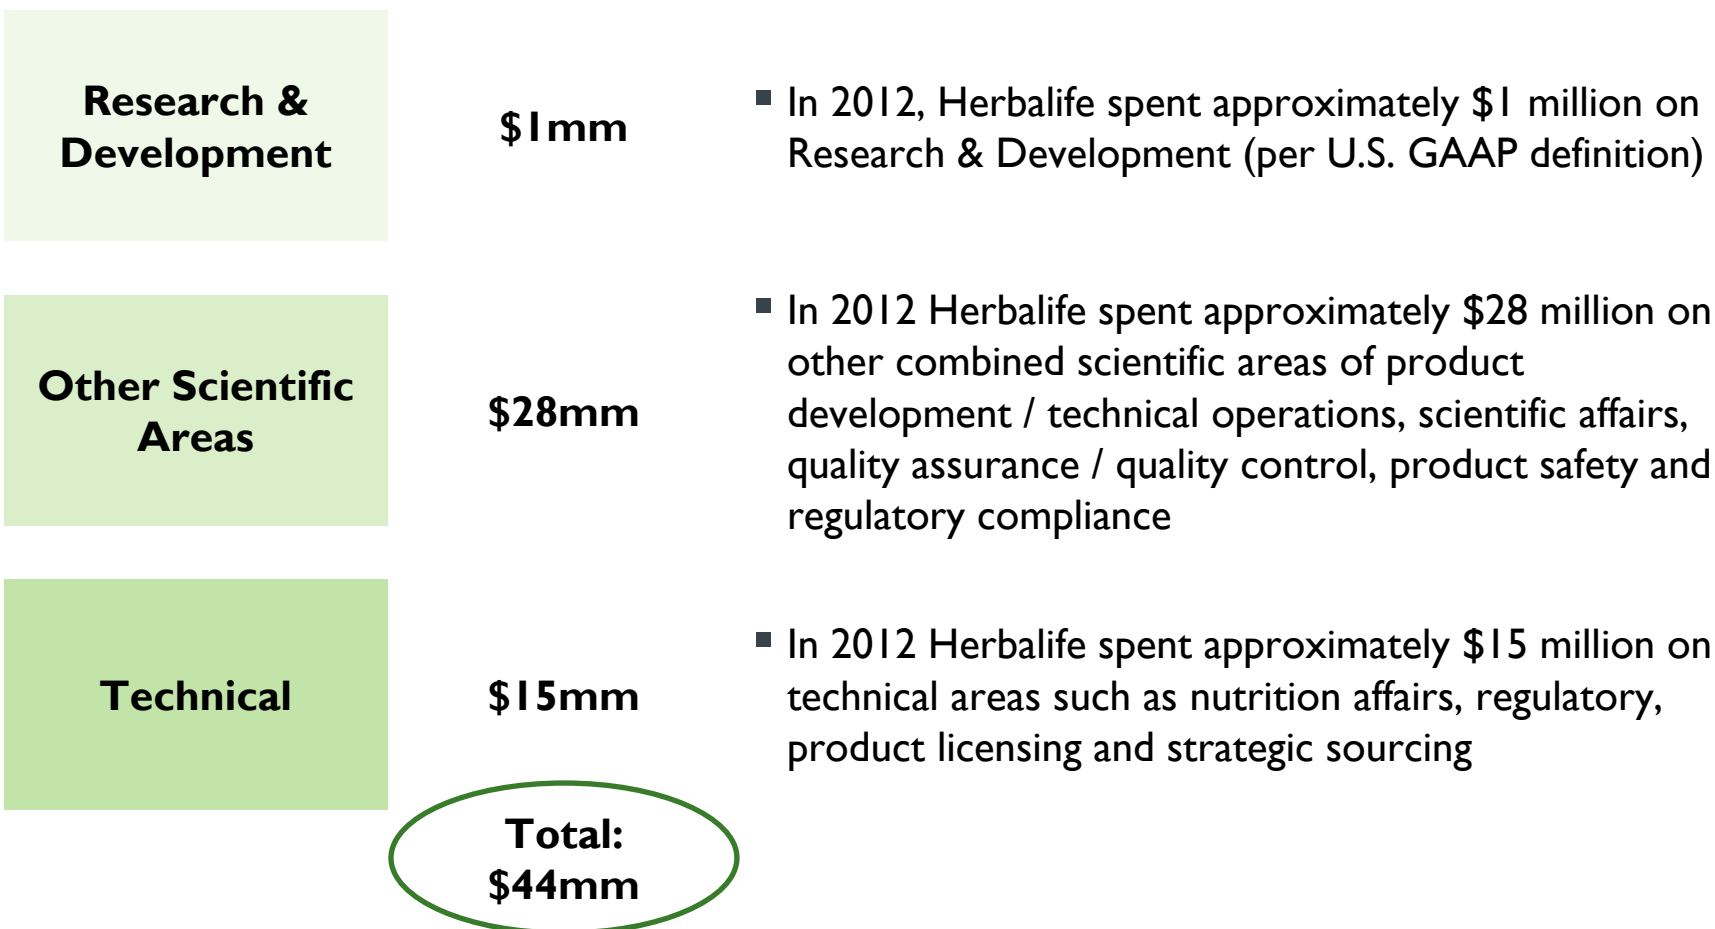 Research &
Development
$1mm
▪ In 2012, Herbalife spent approximately $1 million on
Research & Development (per U.S. GAAP definition)
Other Scientific
Areas
$28mm
▪ In 2012 Herbalife spent approximately $28 million on
other combined scientific areas of product
development / technical operations, scientific affairs,
quality assurance / quality control, product safety and
regulatory compliance
Technical
$15mm
▪ In 2012 Herbalife spent approximately $15 million on
technical areas such as nutrition affairs, regulatory,
product licensing and strategic sourcing
Total:
$44mm